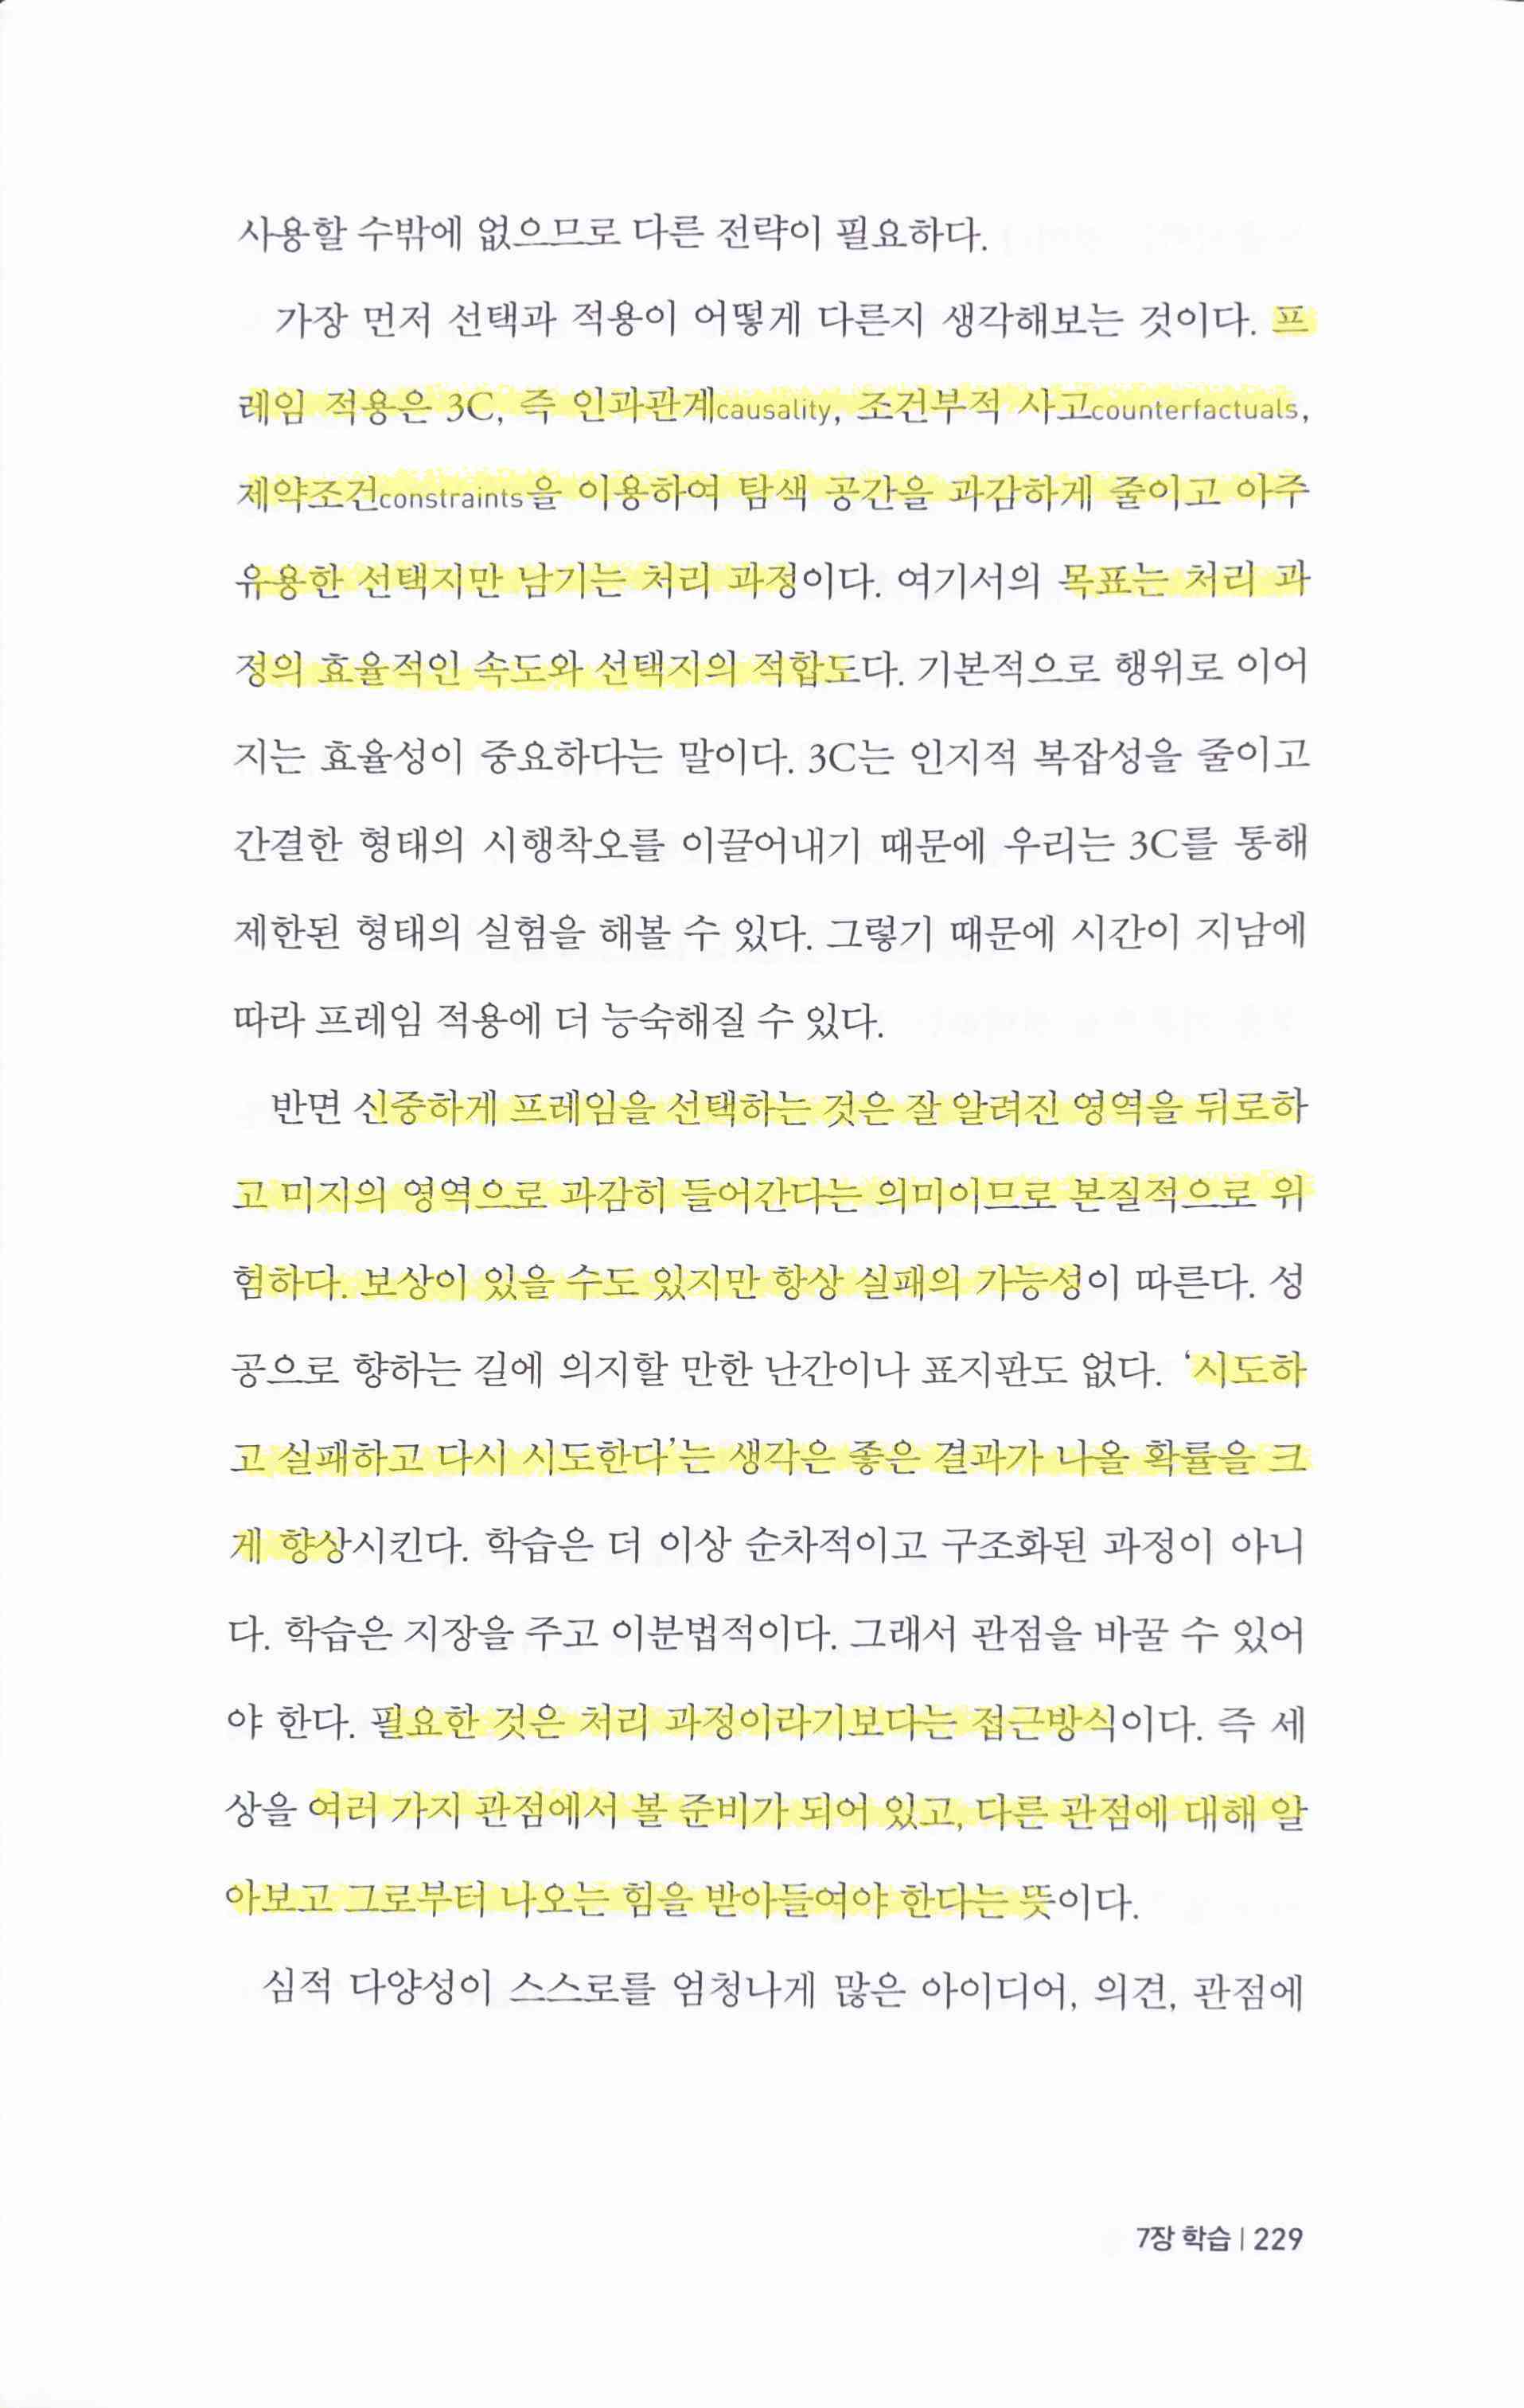 사용할 수밖에 없으므로 다른 전략이 필요하다.
가장 먼저 선택과 적용이 어떻게 다른지 생각해보는 것이다. 프
레임 적용은 3C, 즉 인과관계causality, 조건부적 사고counterfactuals,
제약조건constraints을 이용하여 탐색 공간을 과감하게 줄이고 아주
유용한 선택지만 남기는 처리 과정이다. 여기서의 목표는 처리 과
정의 효율적인 속도와 선택지의 적합도다. 기본적으로 행위로 이어
지는 효율성이 중요하다는 말이다. 3C는 인지적 복잡성을 줄이고
간결한 형태의 시행착오를 이끌어내기 때문에 우리는 3C를 통해
제한된 형태의 실험을 해볼 수 있다. 그렇기 때문에 시간이 지남에
따라 프레임 적용에 더 능숙해질 수 있다.
반면 신중하게 프레임을 선택하는 것은 잘 알려진 영역을 뒤로하
고 미지의 영역으로 과감히 들어간다는 의미이므로 본질적으로 위
험하다. 보상이 있을 수도 있지만 항상 실패의 가능성이 따른다. 성
공으로 향하는 길에 의지할 만한 난간이나 표지판도 없다. ‘시도하
고 실패하고 다시 시도한다’는 생각은 좋은 결과가 나올 확률을 크
게 향상시킨다. 학습은 더 이상 순차적이고 구조화된 과정이 아니
다. 학습은 지장을 주고 이분법적이다. 그래서 관점을 바꿀 수 있어
야 한다. 필요한 것은 처리 과정이라기보다는 접근방식이다. 즉 세
상을 여러 가지 관점에서 볼 준비가 되어 있고, 다른 관점에 대해 알
아보고 그로부터 나오는 힘을 받아들여야 한다는 뜻이다.
심적 다양성이 스스로를 엄청나게 많은 아이디어, 의견, 관점에
7장 학습 | 229